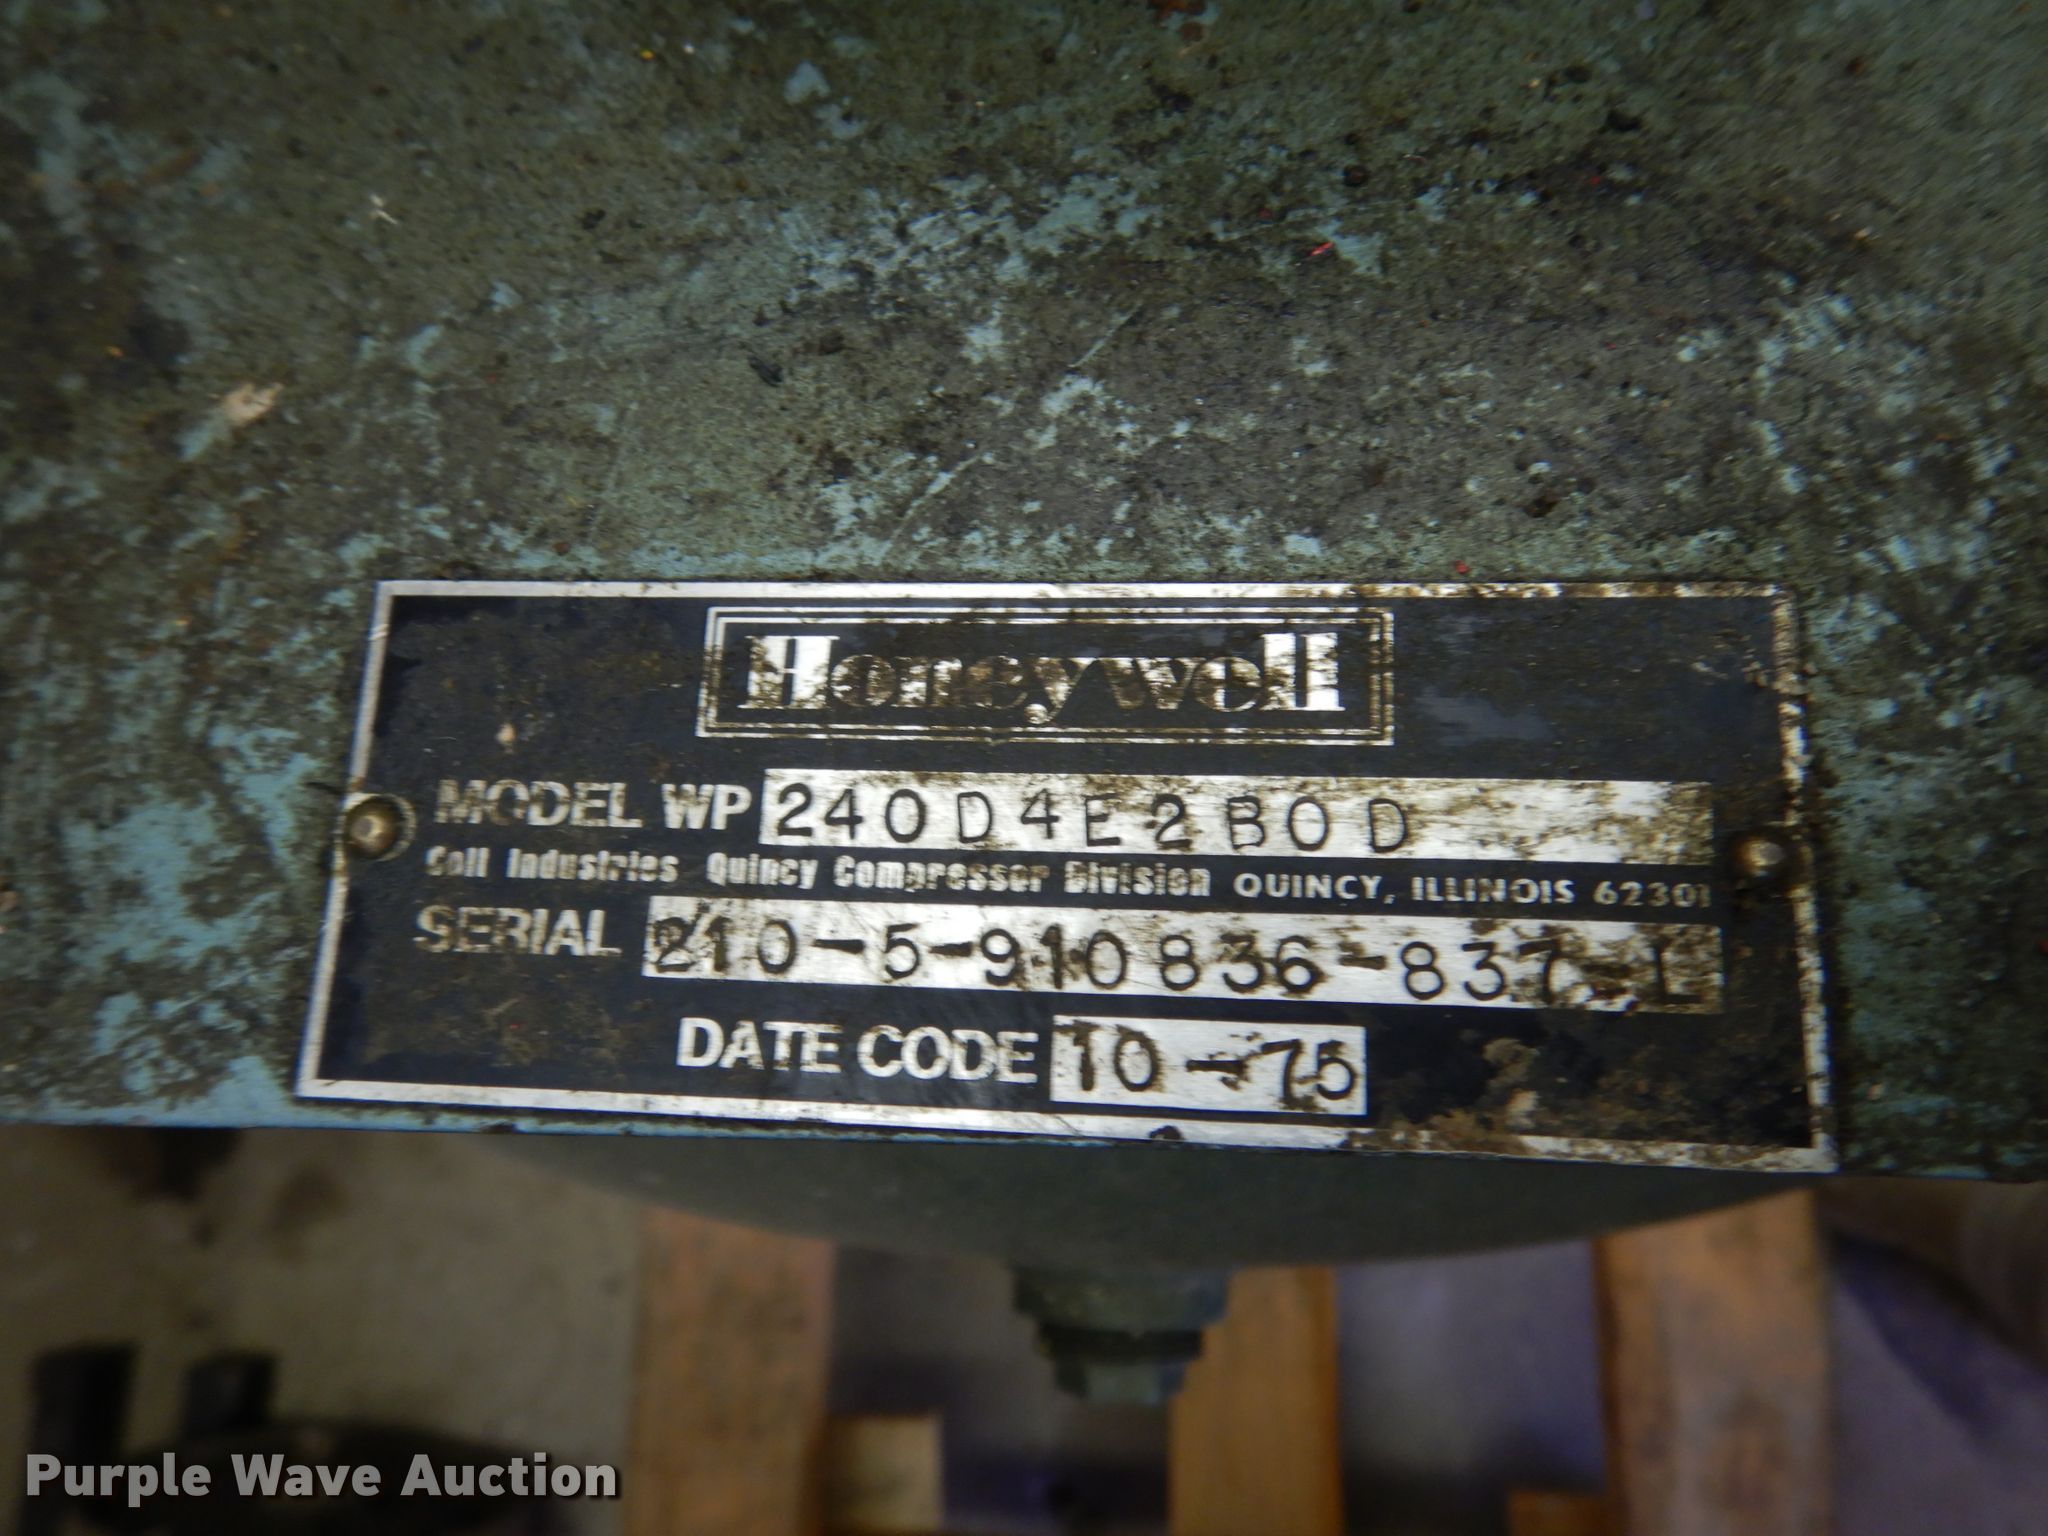 Honeywell
MODEL WP 240D4E2B0D
Colt Industries Quincy Compressor Division QUINCY, ILLINOIS 62301
SERIAL 210-5-910836-837-L
DATE CODE 10-75
Purple Wave Auction